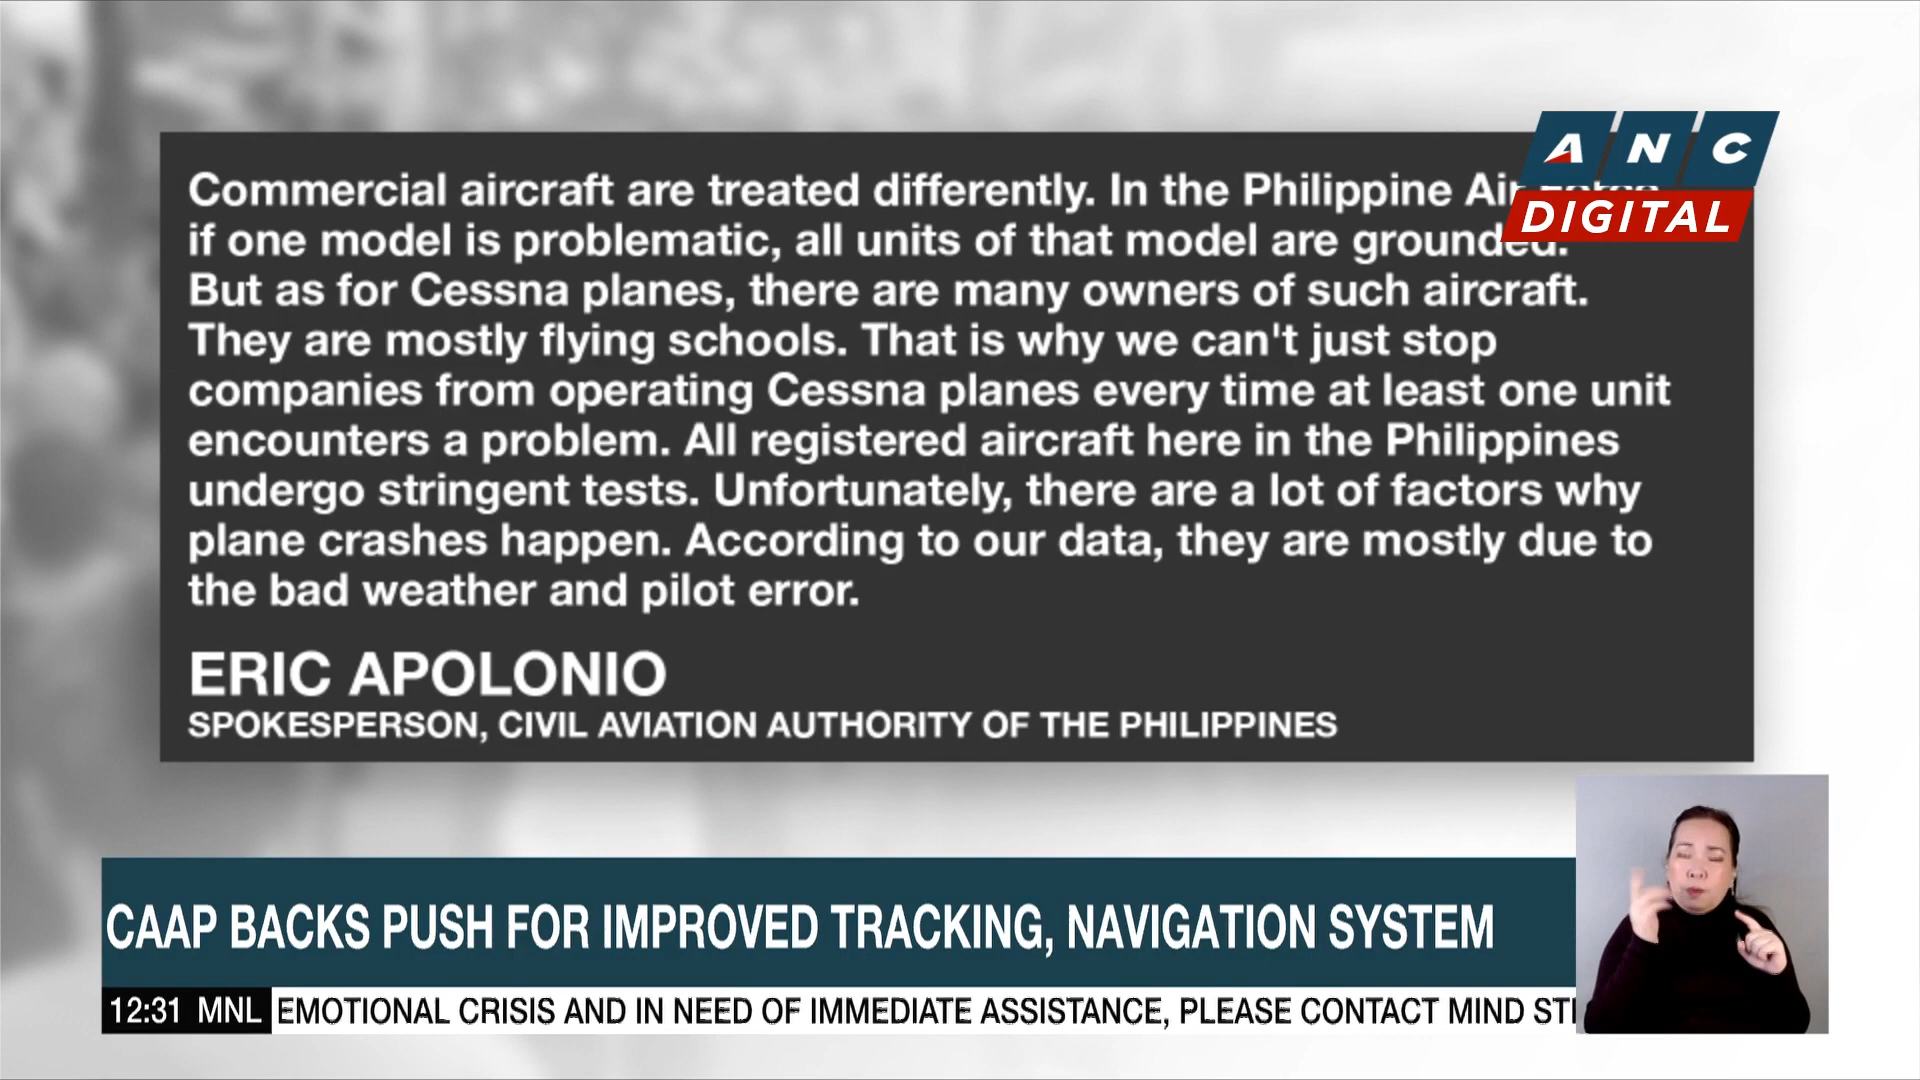 ANC
DIGITAL
Commercial aircraft are treated differently. In the Philippine Air
if one model is problematic, all units of that model are grounded.
But as for Cessna planes, there are many owners of such aircraft.
They are mostly flying schools. That is why we can't just stop
companies from operating Cessna planes every time at least one unit
encounters a problem. All registered aircraft here in the Philippines
undergo stringent tests. Unfortunately, there are a lot of factors why
plane crashes happen. According to our data, they are mostly due to
the bad weather and pilot error.
ERIC APOLONIO
SPOKESPERSON, CIVIL AVIATION AUTHORITY OF THE PHILIPPINES
CAAP BACKS PUSH FOR IMPROVED TRACKING, NAVIGATION SYSTEM
12:31 MNL EMOTIONAL CRISIS AND IN NEED OF IMMEDIATE ASSISTANCE, PLEASE CONTACT MIND